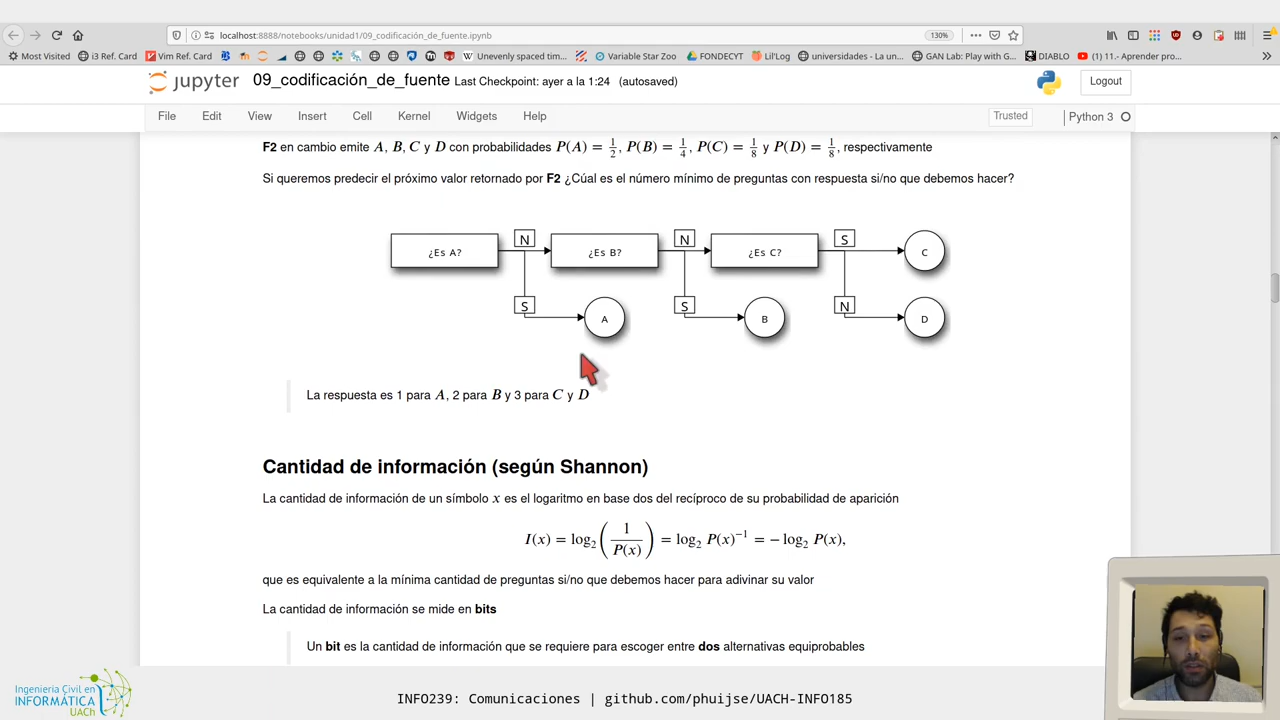 localhost:8888/notebooks/unidad1/09_codificación_de_fuente.ipynb
130%
Most Visited i3 Ref. Card Vim Ref. Card Unevenly spaced tim... Variable Star Zoo FONDECYT Lil'Log universidades - La un... GAN Lab: Play with G... DIABLO (1) 11.- Aprender pro...
jupyter 09_codificación_de_fuente Last Checkpoint: ayer a la 1:24 (autosaved)
Logout
File Edit View Insert Cell Kernel Widgets Help
Trusted
Python 3
F2 en cambio emite A, B, C y D con probabilidades P(A) = 1/2, P(B) = 1/4, P(C) = 1/8 y P(D) = 1/8, respectivamente
Si queremos predecir el próximo valor retornado por F2 ¿Cúal es el número mínimo de preguntas con respuesta si/no que debemos hacer?
N N S
¿Es A? ¿Es B? ¿Es C? C
S S N
A B D
La respuesta es 1 para A, 2 para B y 3 para C y D
Cantidad de información (según Shannon)
La cantidad de información de un símbolo x es el logaritmo en base dos del recíproco de su probabilidad de aparición
I(x) = log₂(1/P(x)) = log₂ P(x)⁻¹ = − log₂ P(x),
que es equivalente a la mínima cantidad de preguntas si/no que debemos hacer para adivinar su valor
La cantidad de información se mide en bits
Un bit es la cantidad de información que se requiere para escoger entre dos alternativas equiprobables
Ingeniería Civil en
INFORMÁTICA
UACh
INFO239: Comunicaciones | github.com/phuijse/UACH-INFO185